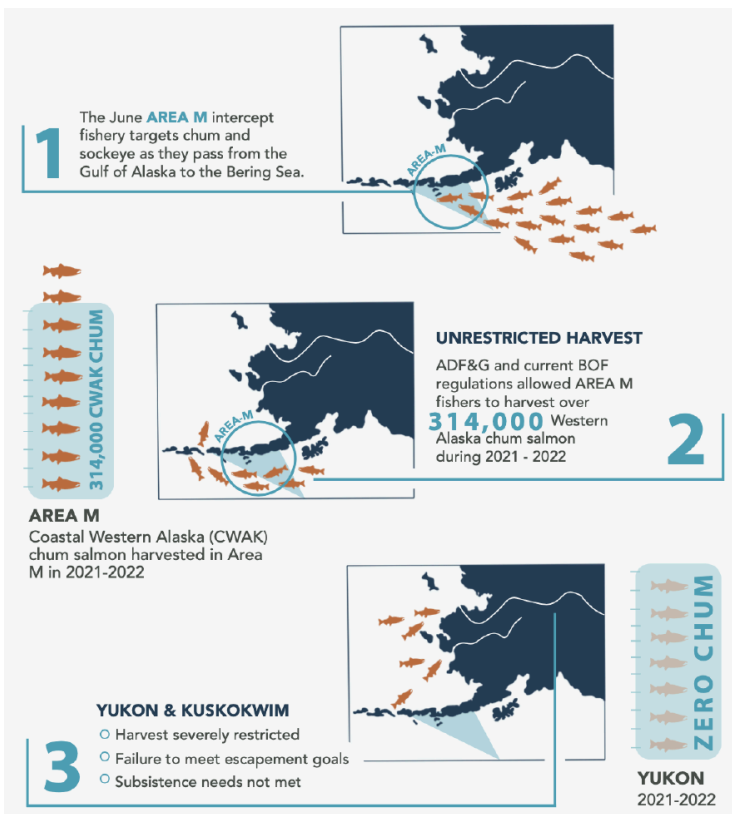 1
The June AREA M intercept
fishery targets chum and
sockeye as they pass from the
Gulf of Alaska to the Bering Sea.
AREA-M
314,000 CWAK CHUM
AREA M
Coastal Western Alaska (CWAK)
chum salmon harvested in Area
M in 2021-2022
AREA-M
UNRESTRICTED HARVEST
ADF&G and current BOF
regulations allowed AREA M
fishers to harvest over
314,000 Western
Alaska chum salmon
during 2021 - 2022
2
3
YUKON & KUSKOKWIM
Harvest severely restricted
Failure to meet escapement goals
Subsistence needs not met
ZERO CHUM
YUKON
2021-2022